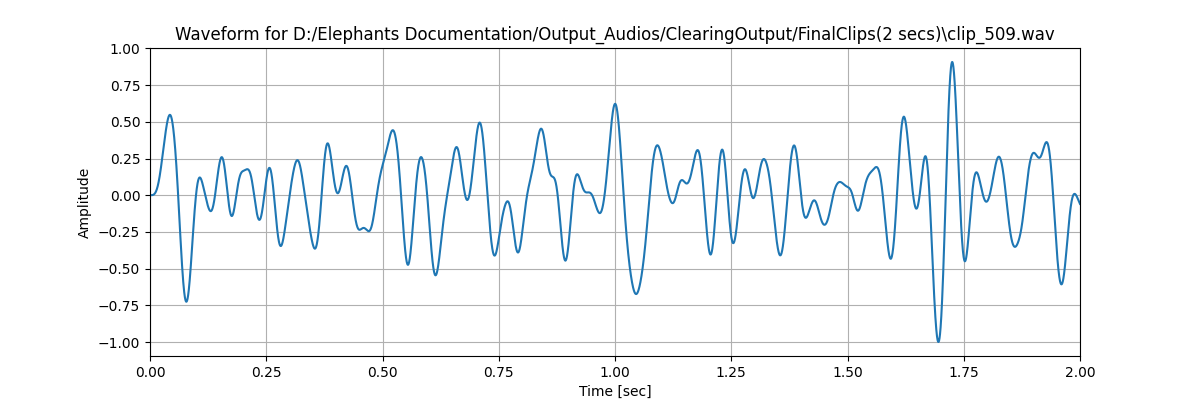 Waveform for D:/Elephants Documentation/Output_Audios/ClearingOutput/FinalClips(2 secs)\clip_509.wav
1.00
0.75
0.50
0.25
0.00
−0.25
−0.50
−0.75
−1.00
Amplitude
0.00 0.25 0.50 0.75 1.00 1.25 1.50 1.75 2.00
Time [sec]